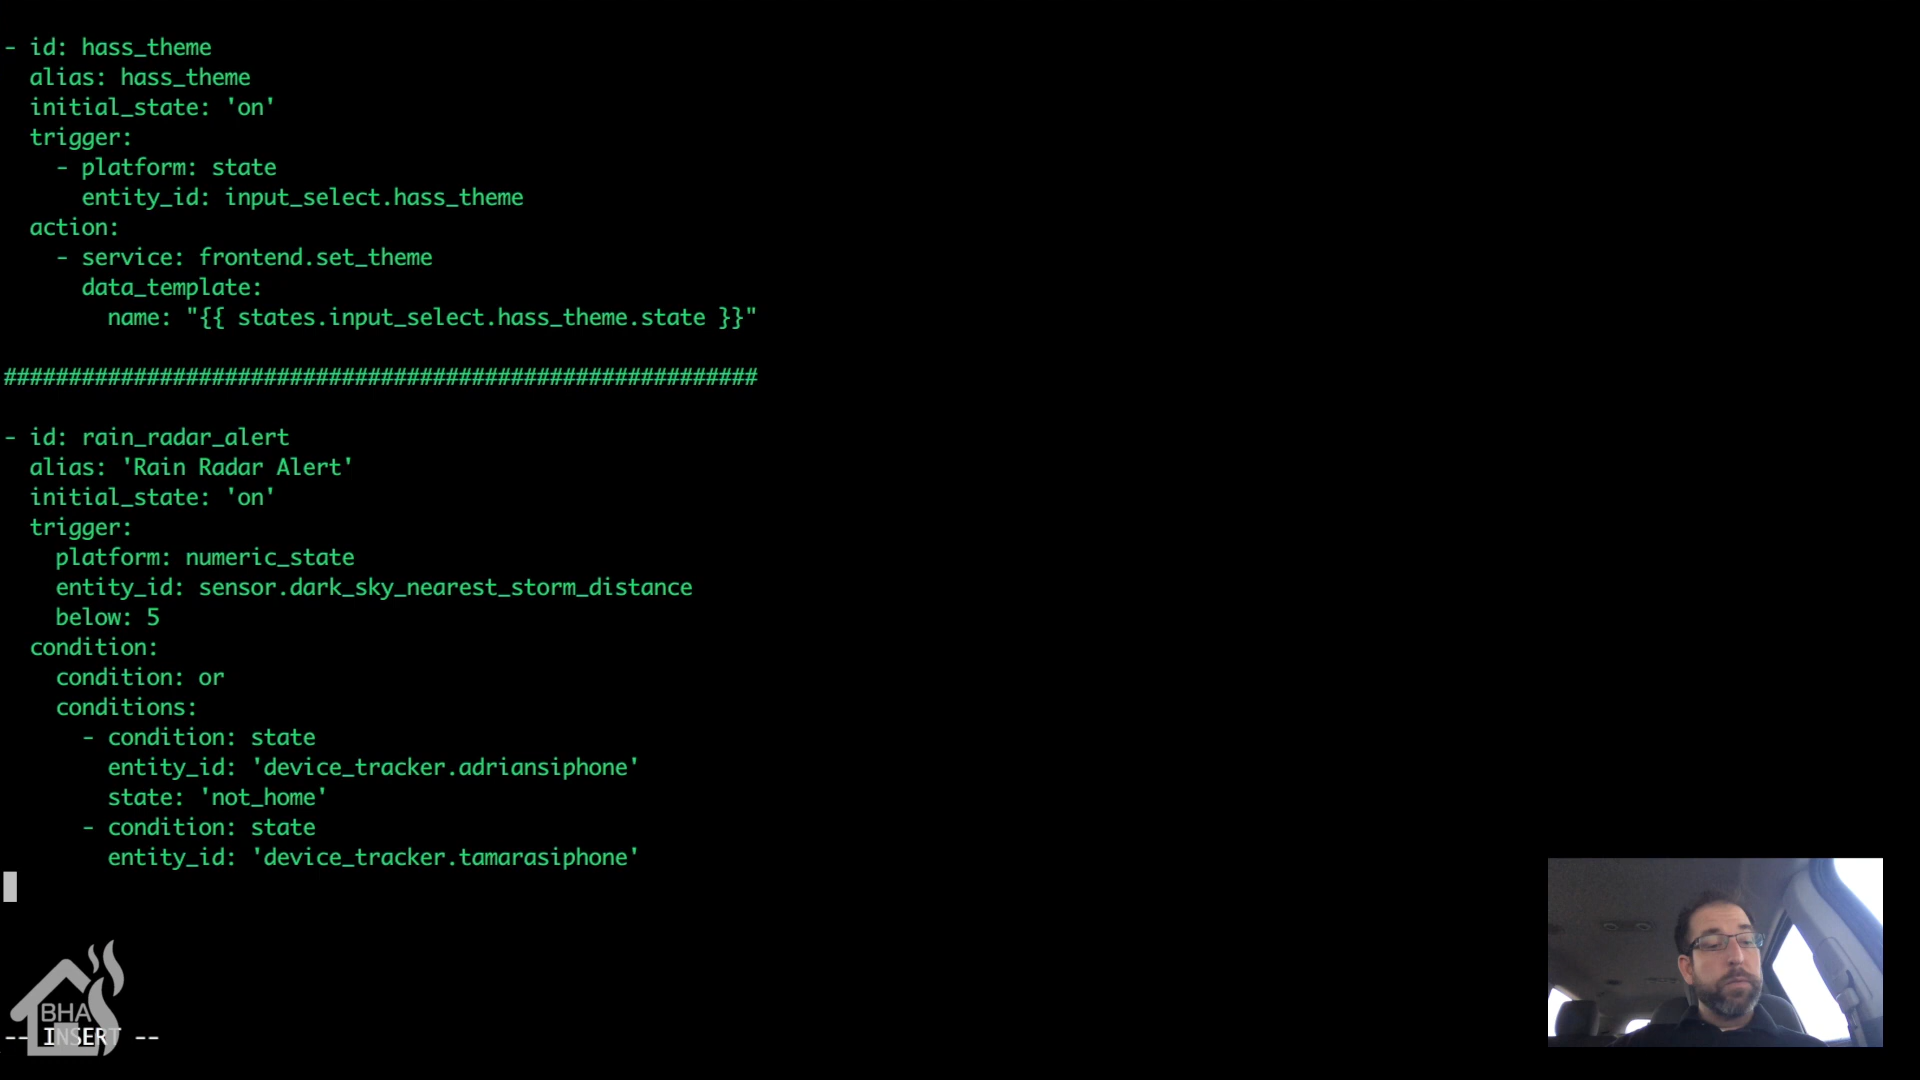 - id: hass_theme
  alias: hass_theme
  initial_state: 'on'
  trigger:
    - platform: state
      entity_id: input_select.hass_theme
  action:
    - service: frontend.set_theme
      data_template:
        name: "{{ states.input_select.hass_theme.state }}"
##########################################################
- id: rain_radar_alert
  alias: 'Rain Radar Alert'
  initial_state: 'on'
  trigger:
    platform: numeric_state
    entity_id: sensor.dark_sky_nearest_storm_distance
    below: 5
  condition:
    condition: or
    conditions:
      - condition: state
        entity_id: 'device_tracker.adriansiphone'
        state: 'not_home'
      - condition: state
        entity_id: 'device_tracker.tamarasiphone'
BHA
-- INSERT --